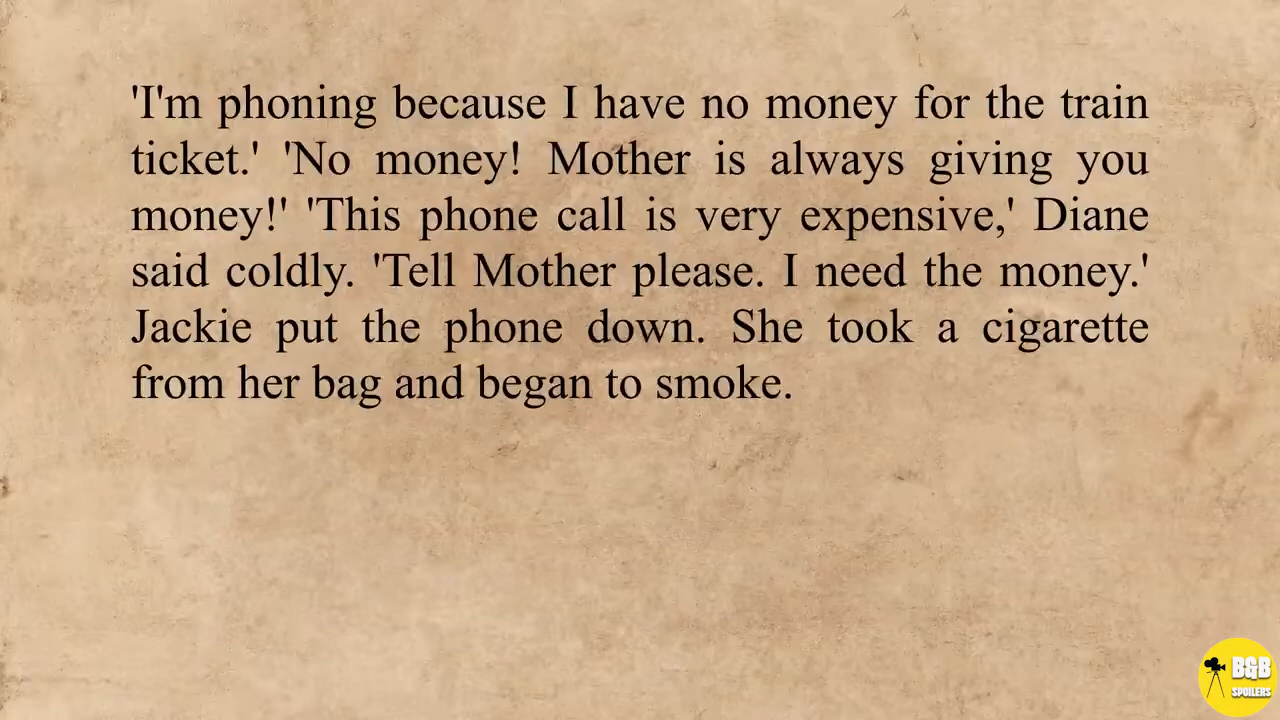 'I'm phoning because I have no money for the train
ticket.' 'No money! Mother is always giving you
money!' 'This phone call is very expensive,' Diane
said coldly. 'Tell Mother please. I need the money.'
Jackie put the phone down. She took a cigarette
from her bag and began to smoke.
B&B
SPOILERS